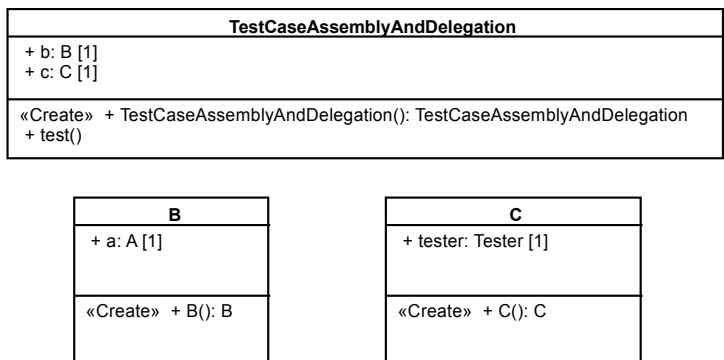 TestCaseAssemblyAndDelegation
+ b: B [1]
+ c: C [1]
«Create» + TestCaseAssemblyAndDelegation(): TestCaseAssemblyAndDelegation
+ test()
B
+ a: A [1]
«Create» + B(): B
C
+ tester: Tester [1]
«Create» + C(): C